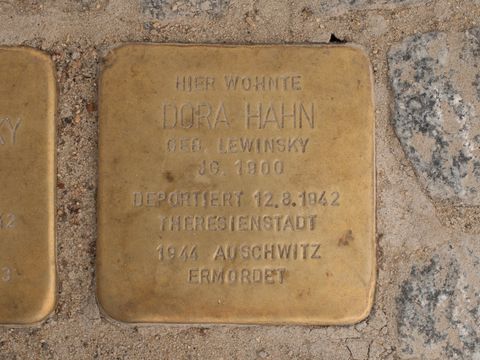 HIER WOHNTE
DORA HAHN
GEB. LEWINSKY
JG. 1900
DEPORTIERT 12.8.1942
THERESIENSTADT
1944 AUSCHWITZ
ERMORDET